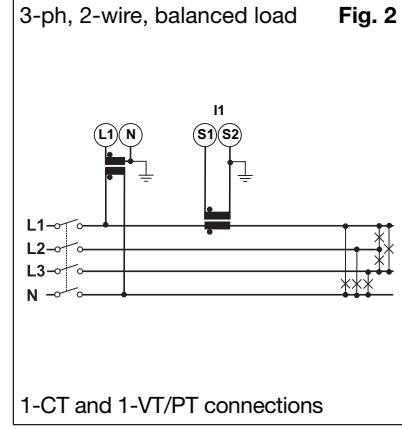 3-ph, 2-wire, balanced load Fig. 2
I1
L1 N S1 S2
L1
L2
L3
N
1-CT and 1-VT/PT connections